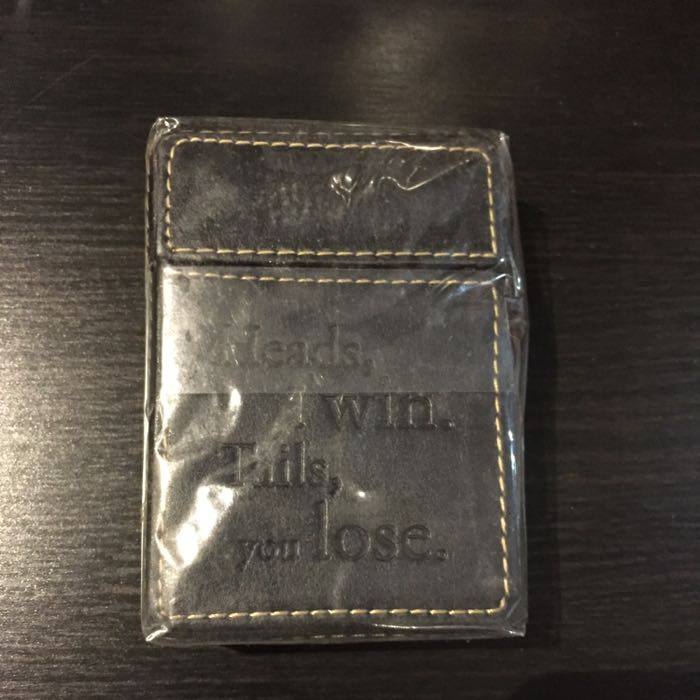 Heads,
I win.
Tails,
you lose.